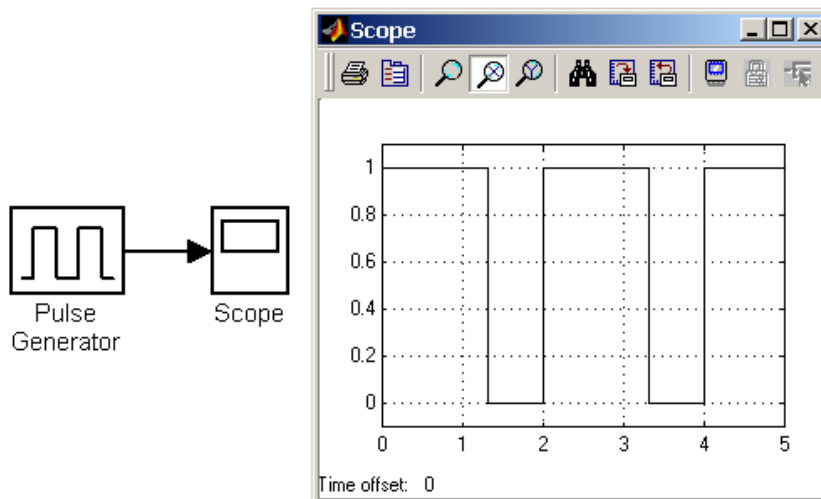 Scope
1
0.8
0.6
0.4
0.2
0
0 1 2 3 4 5
Time offset: 0
Pulse
Generator
Scope